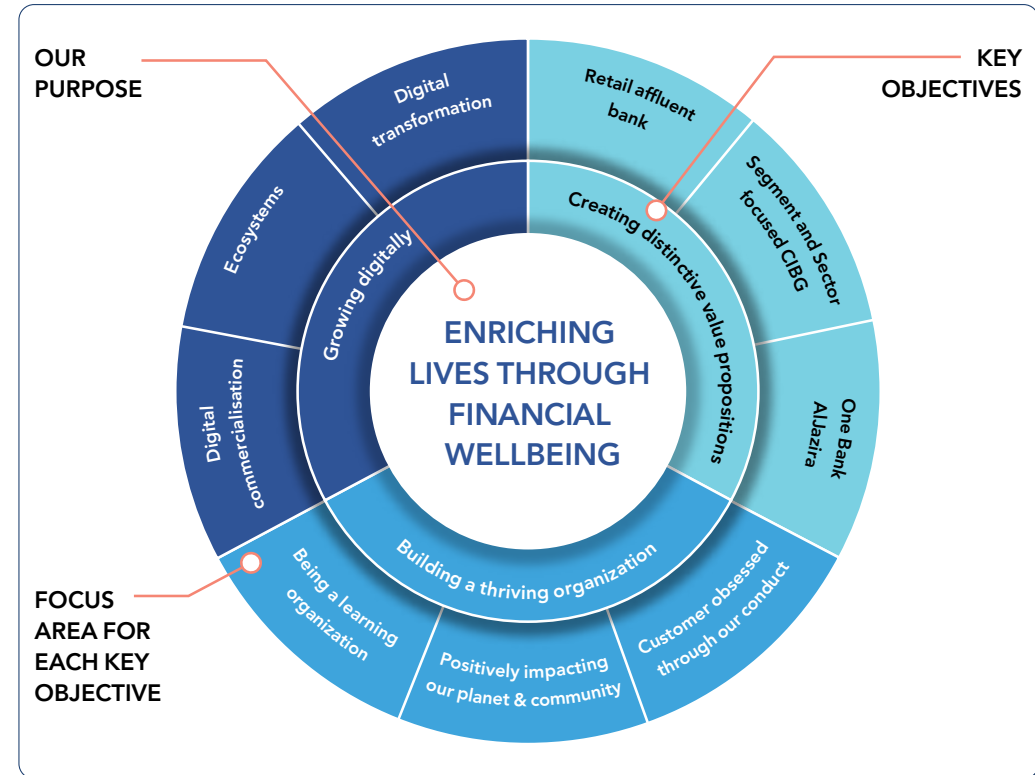 OUR
PURPOSE
KEY
OBJECTIVES
Digital
transformation
Retail affluent
bank
Ecosystems
Segment and Sector
focused CIBG
Growing digitally
Creating distinctive value propositions
ENRICHING
LIVES THROUGH
FINANCIAL
WELLBEING
Digital
commercialisation
One Bank
AlJazira
Building a thriving organization
Being a learning
organization
Positively impacting
our planet & community
Customer obsessed
through our conduct
FOCUS
AREA FOR
EACH KEY
OBJECTIVE